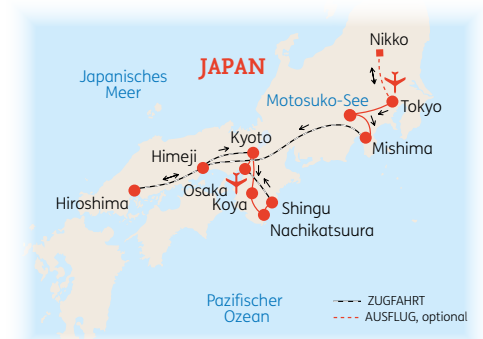 Nikko
JAPAN
Japanisches
Meer
Motosuko-See
Tokyo
Kyoto
Mishima
Himeji
Osaka
Hiroshima
Koya
Shingu
Nachikatsuura
Pazifischer
Ozean
ZUGFAHRT
AUSFLUG, optional